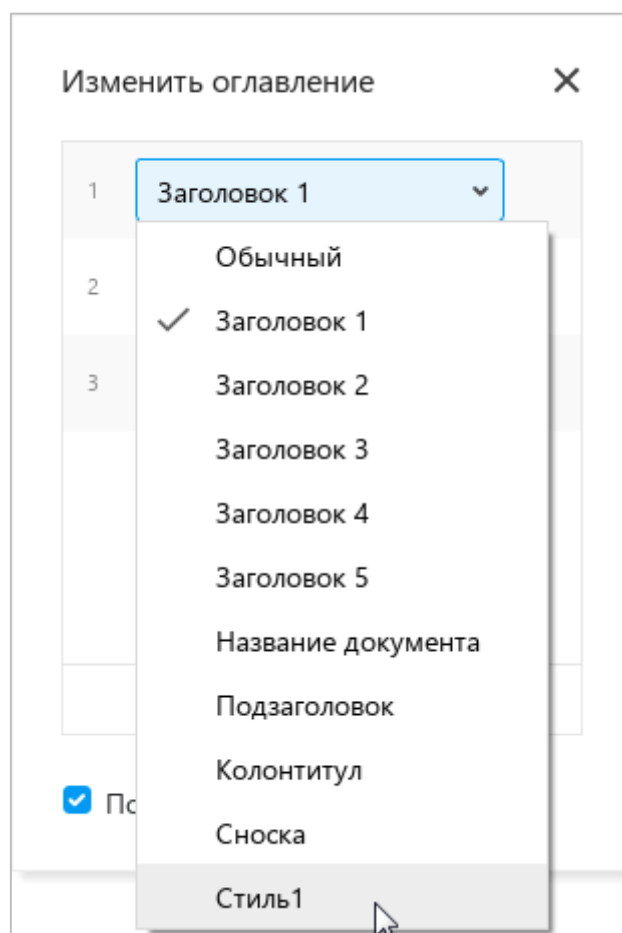 Изменить оглавление
1 Заголовок 1
Обычный
2
Заголовок 1
3
Заголовок 2
Заголовок 3
Заголовок 4
Заголовок 5
Название документа
Подзаголовок
Колонтитул
Сноска
Стиль1